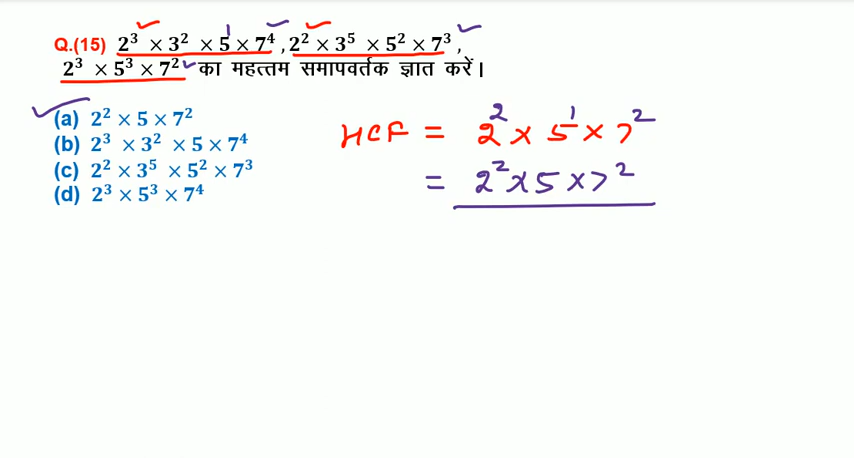 Q.(15) 2³ × 3² × 5¹ × 7⁴ , 2² × 3⁵ × 5² × 7³ ,
2³ × 5³ × 7² का महत्तम समापवर्तक ज्ञात करें।
(a) 2² × 5 × 7²
(b) 2³ × 3² × 5 × 7⁴
(c) 2² × 3⁵ × 5² × 7³
(d) 2³ × 5³ × 7⁴
HCF = 2² × 5¹ × 7²
= 2² × 5 × 7²